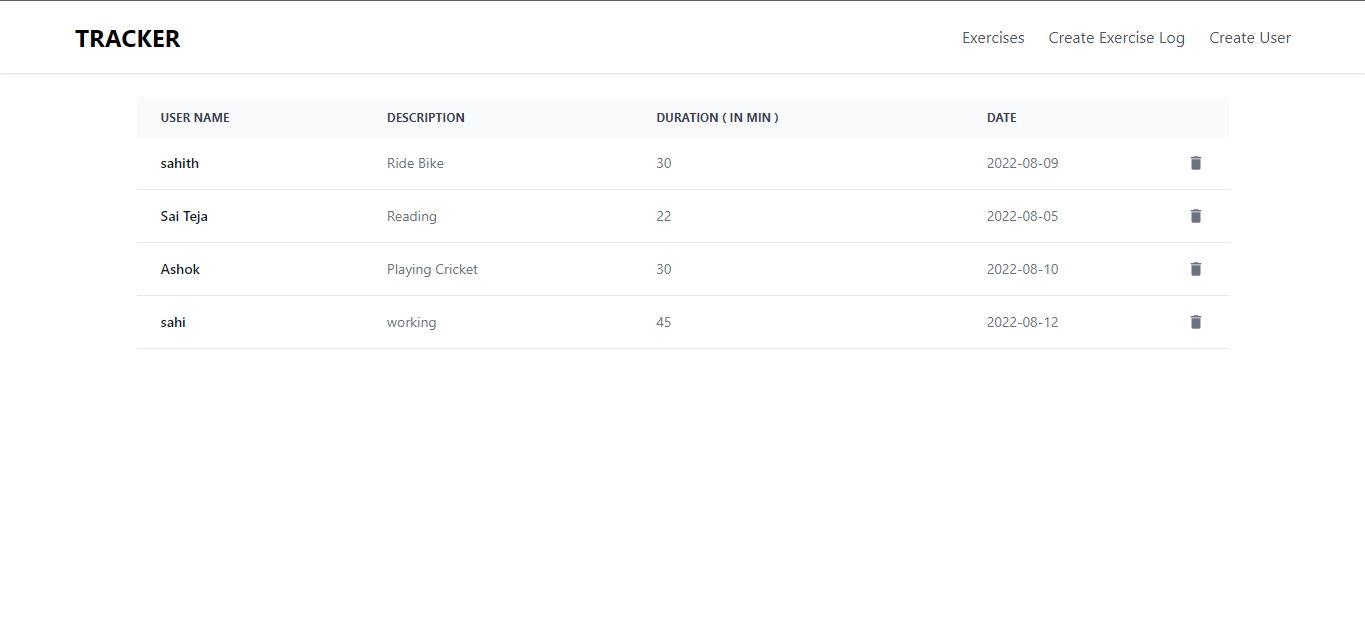 TRACKER Exercises Create Exercise Log Create User
USER NAME DESCRIPTION DURATION ( IN MIN ) DATE
sahith Ride Bike 30 2022-08-09
Sai Teja Reading 22 2022-08-05
Ashok Playing Cricket 30 2022-08-10
sahi working 45 2022-08-12